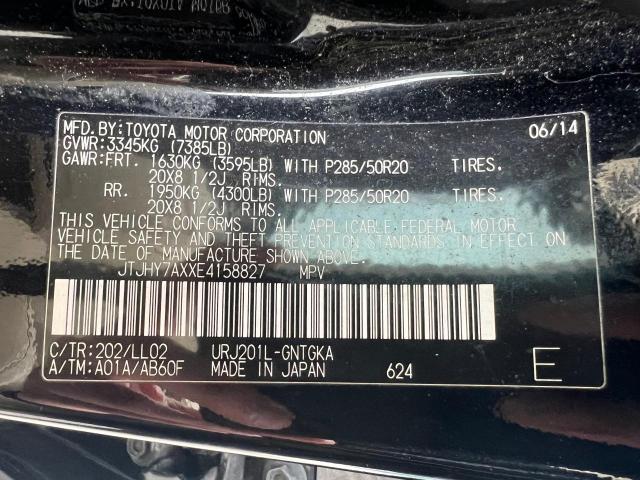 MFD.BY:TOYOTA MOTOR CORPORATION 06/14
GVWR:3345KG (7385LB)
GAWR:FRT. 1630KG (3595LB) WITH P285/50R20 TIRES.
20X8 1/2J RIMS.
RR. 1950KG (4300LB) WITH P285/50R20 TIRES.
20X8 1/2J RIMS.
THIS VEHICLE CONFORMS TO ALL APPLICABLE FEDERAL MOTOR
VEHICLE SAFETY AND THEFT PREVENTION STANDARDS IN EFFECT ON
THE DATE OF MANUFACTURE SHOWN ABOVE.
JTJHY7AXXE4158827 MPV
C/TR:202/LL02 URJ201L-GNTGKA
A/TM:A01A/AB60F MADE IN JAPAN 624 E